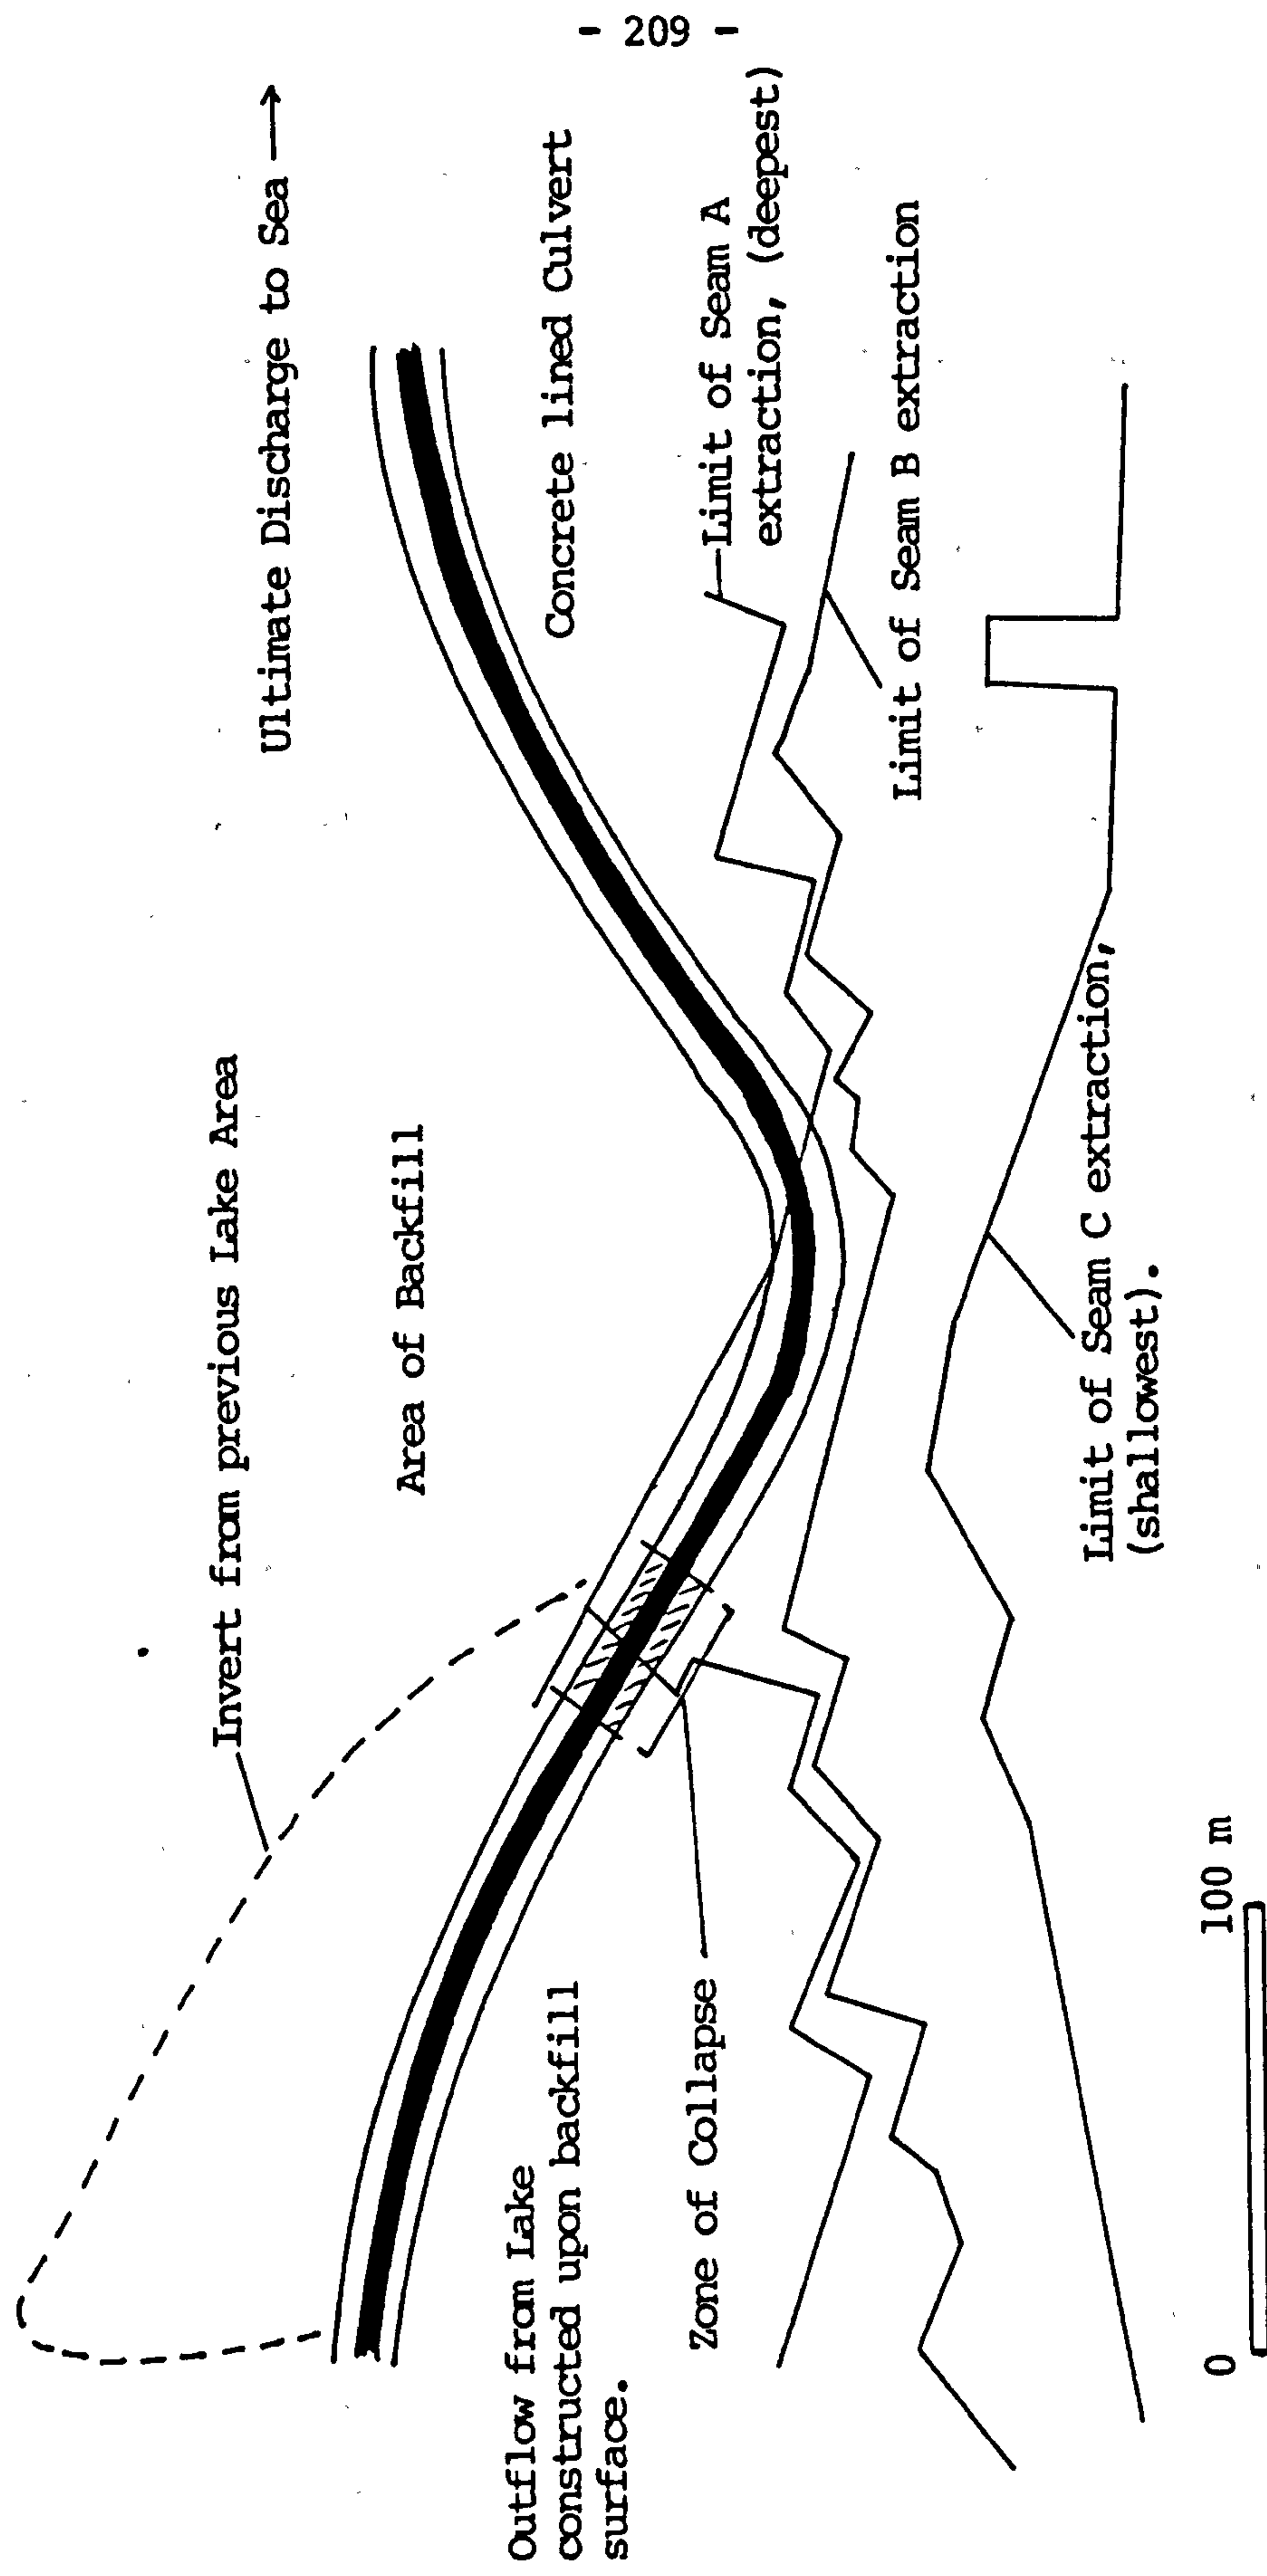 - 209 -
Ultimate Discharge to Sea →
Invert from previous Lake Area
Area of Backfill
Concrete lined Culvert
Limit of Seam A
extraction, (deepest)
Limit of Seam B extraction
Outflow from Lake
constructed upon backfill
surface.
Zone of Collapse
Limit of Seam C extraction,
(shallowest).
0
100 m